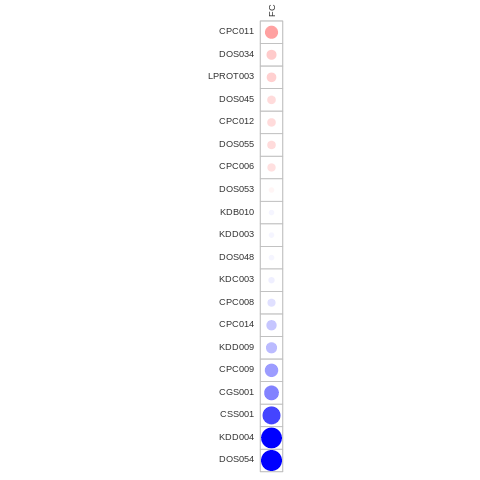 FC
CPC011
DOS034
LPROT003
DOS045
CPC012
DOS055
CPC006
DOS053
KDB010
KDD003
DOS048
KDC003
CPC008
CPC014
KDD009
CPC009
CGS001
CSS001
KDD004
DOS054